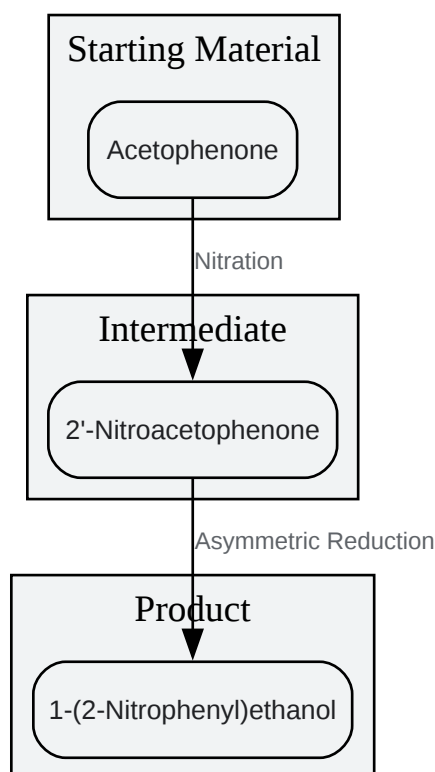 Starting Material
Acetophenone
Nitration
Intermediate
2'-Nitroacetophenone
Asymmetric Reduction
Product
1-(2-Nitrophenyl)ethanol